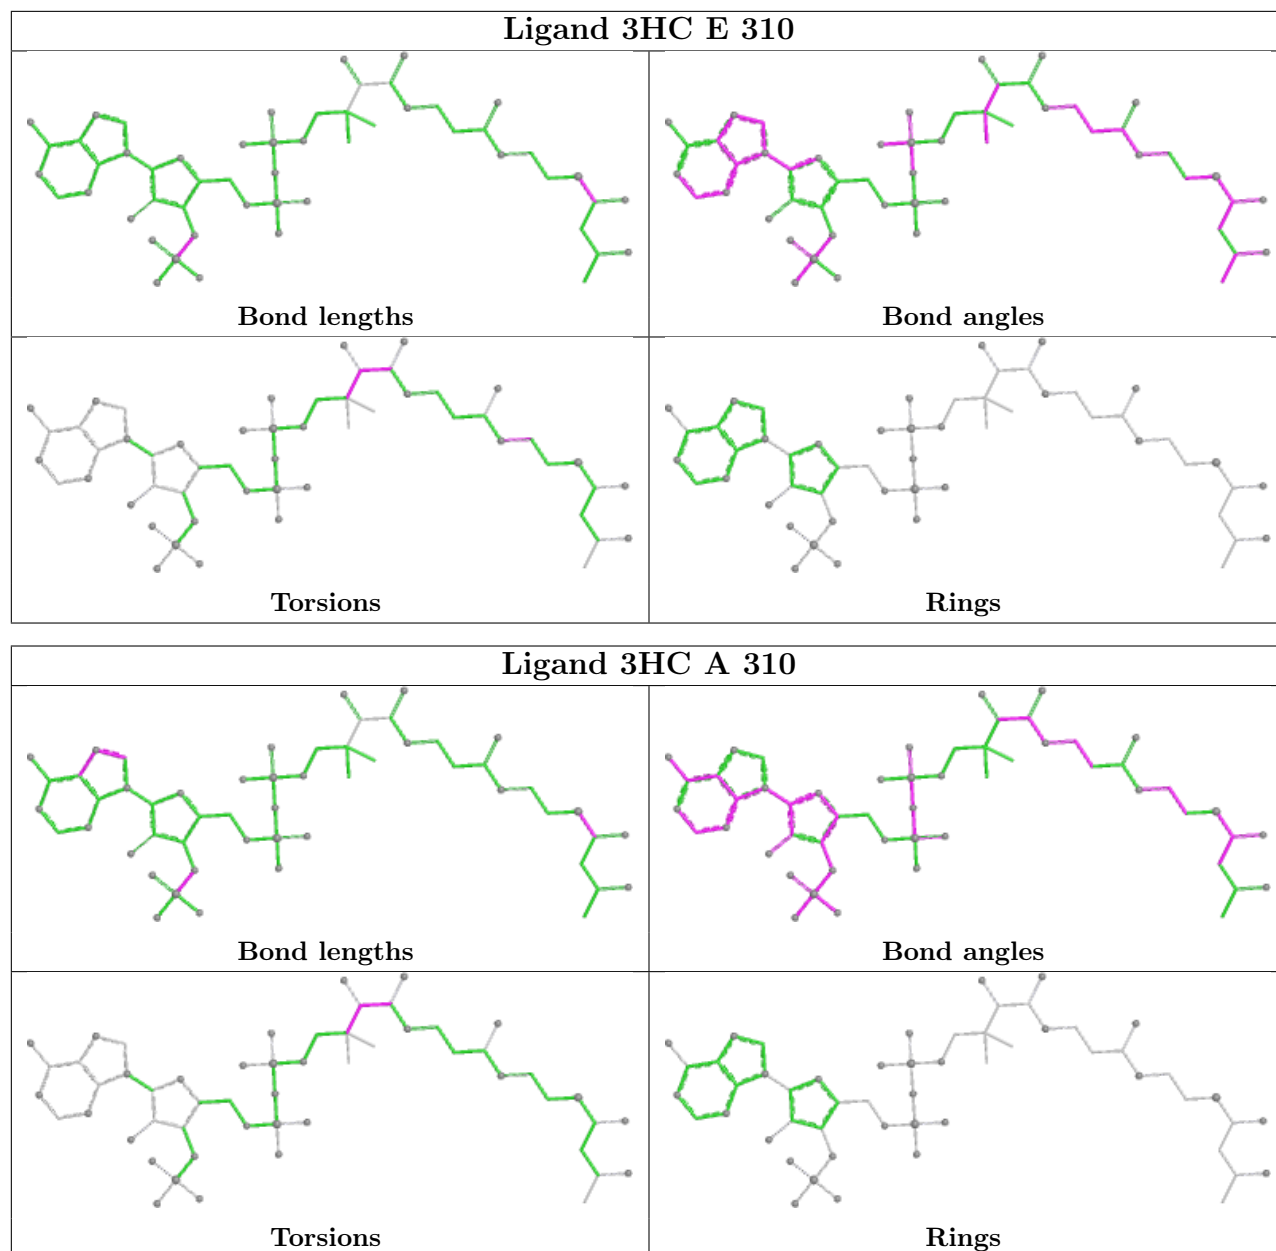 Ligand 3HC E 310
Bond lengths
Bond angles
Torsions
Rings
Ligand 3HC A 310
Bond lengths
Bond angles
Torsions
Rings